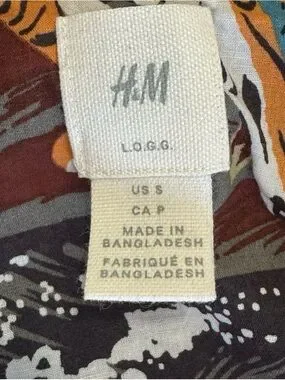 H&M
L.O.G.G.
US S
CA P
MADE IN
BANGLADESH
FABRIQUÉ EN
BANGLADESH